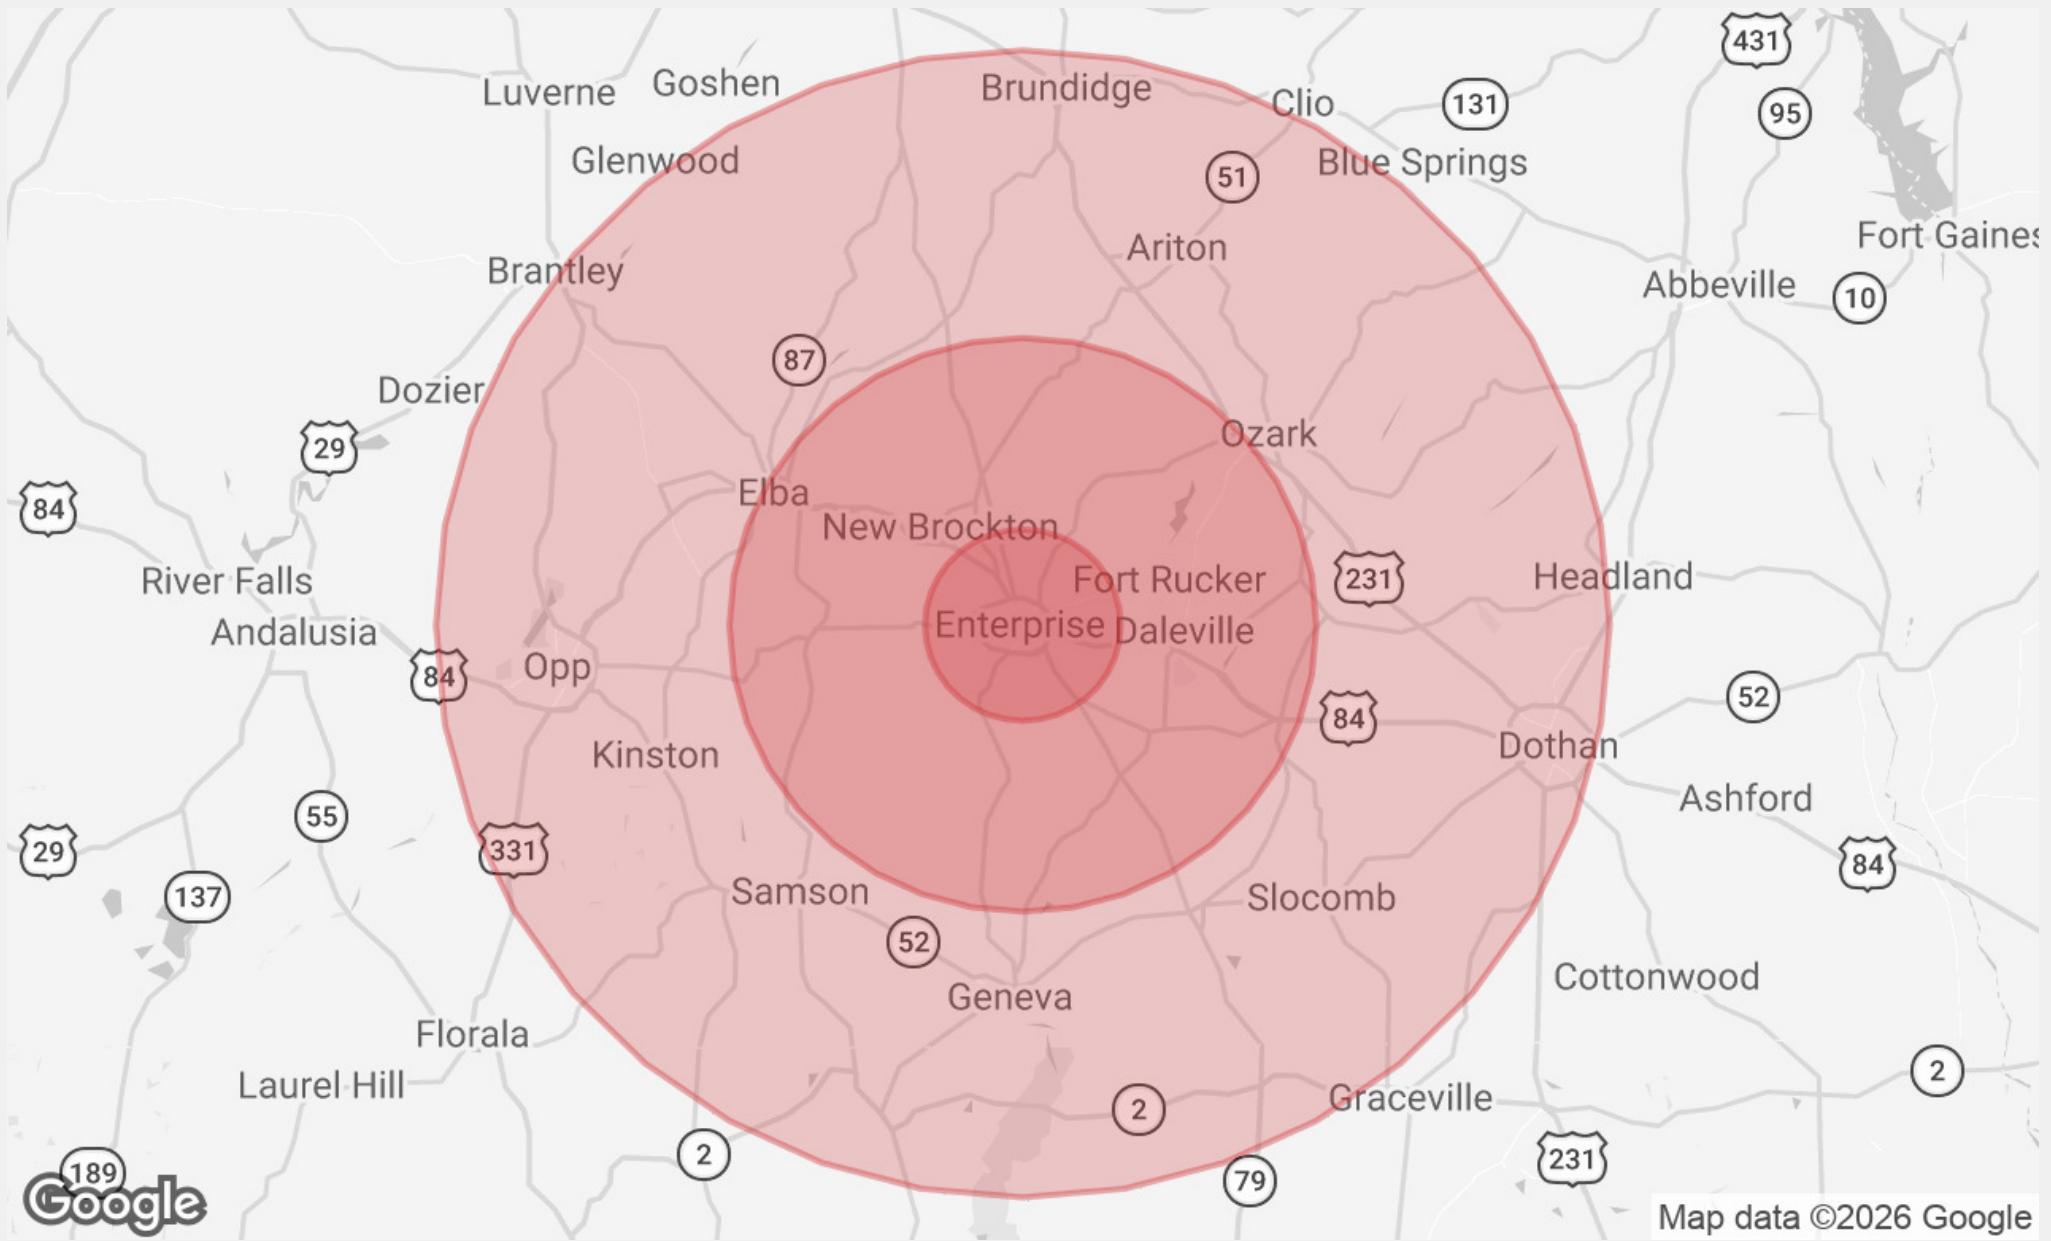 431
Luverne
Goshen
Brundidge
Clio
131
95
Glenwood
51
Blue Springs
Ariton
Fort Gaines
Brantley
Abbeville
10
87
Dozier
29
Ozark
84
Elba
New Brockton
River Falls
Fort Rucker
231
Headland
Andalusia
Enterprise
Daleville
84
Opp
52
84
Kinston
Dothan
Ashford
55
29
331
84
137
Samson
Slocomb
52
Cottonwood
Geneva
Florala
Laurel Hill
2
Graceville
2
2
231
189
79
Google
Map data ©2026 Google